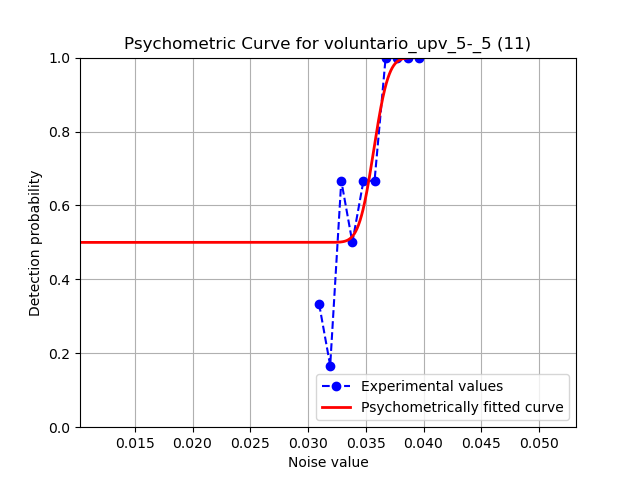 Psychometric Curve for voluntario_upv_5-_5 (11)
1.0
0.8
0.6
0.4
0.2
0.0
Detection probability
Experimental values
Psychometrically fitted curve
0.015 0.020 0.025 0.030 0.035 0.040 0.045 0.050
Noise value